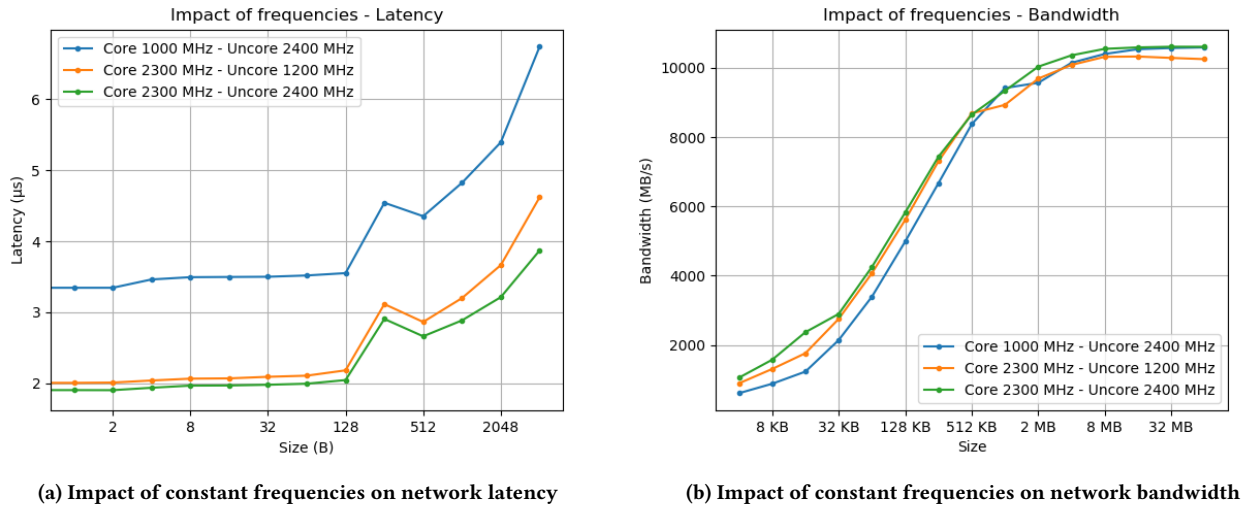 Impact of frequencies - Latency
Core 1000 MHz - Uncore 2400 MHz
Core 2300 MHz - Uncore 1200 MHz
Core 2300 MHz - Uncore 2400 MHz
Latency (µs)
6
5
4
3
2
2
8
32
128
512
2048
Size (B)
(a) Impact of constant frequencies on network latency
Impact of frequencies - Bandwidth
Bandwidth (MB/s)
10000
8000
6000
4000
2000
Core 1000 MHz - Uncore 2400 MHz
Core 2300 MHz - Uncore 1200 MHz
Core 2300 MHz - Uncore 2400 MHz
8 KB
32 KB
128 KB
512 KB
2 MB
8 MB
32 MB
Size
(b) Impact of constant frequencies on network bandwidth